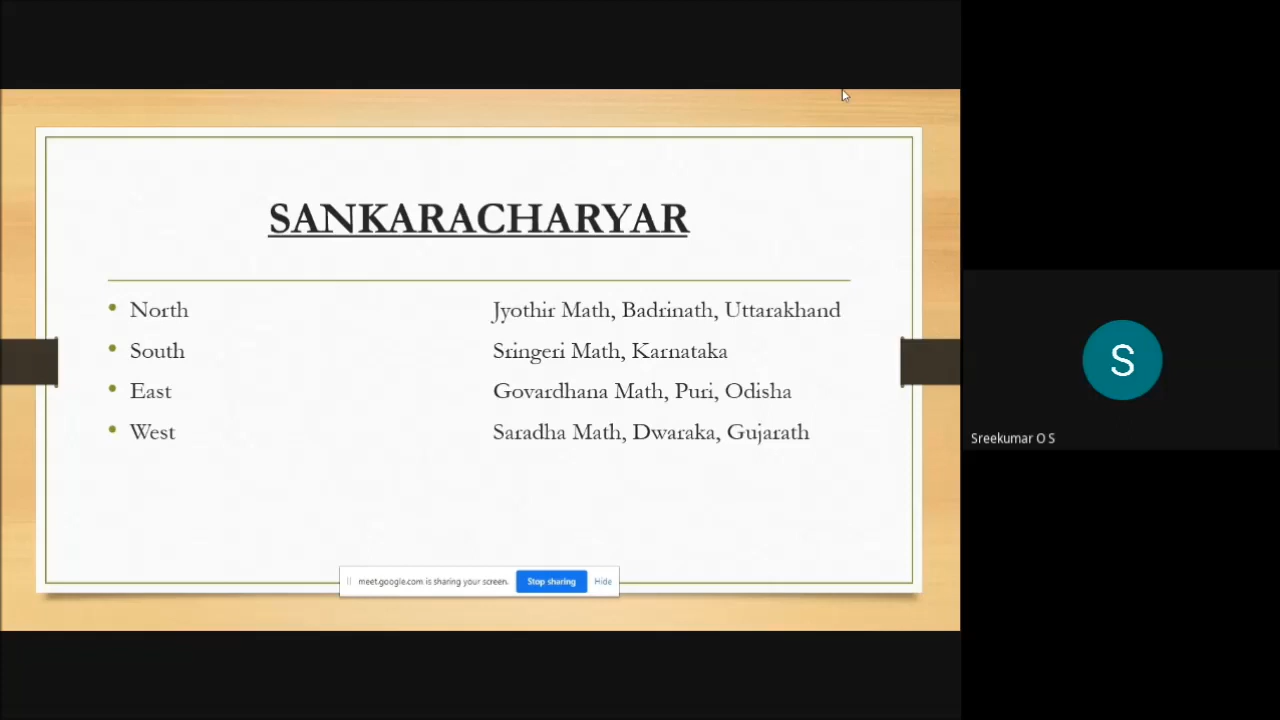 SANKARACHARYAR
• North Jyothir Math, Badrinath, Uttarakhand
• South Sringeri Math, Karnataka
• East Govardhana Math, Puri, Odisha
• West Saradha Math, Dwaraka, Gujarath
meet.google.com is sharing your screen. Stop sharing Hide
S
Sreekumar O S